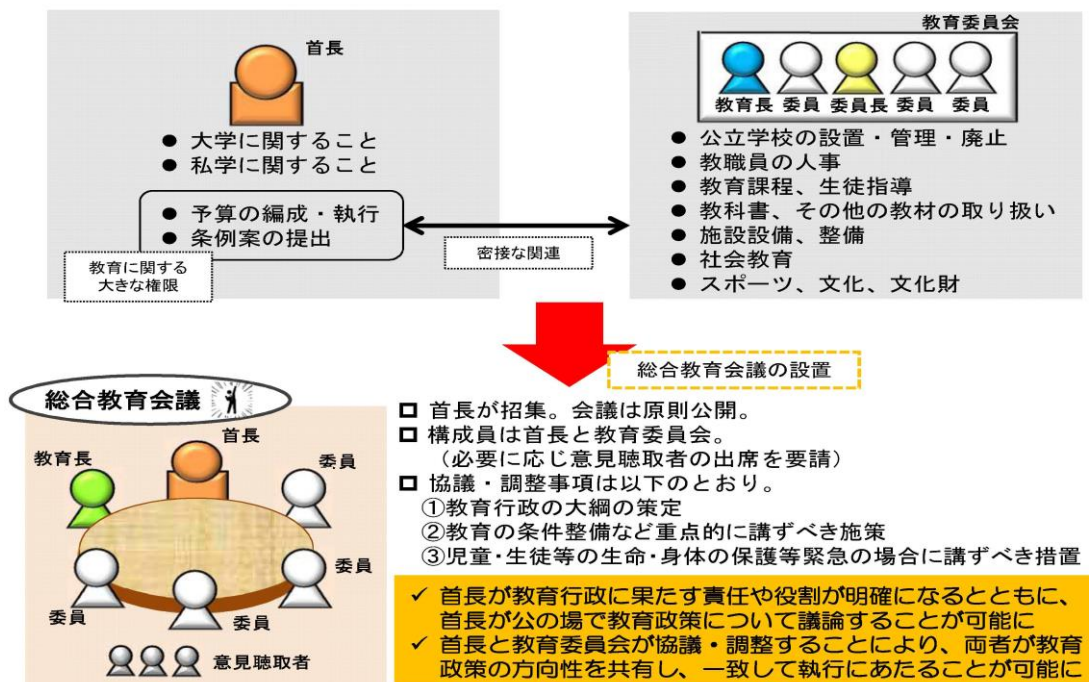 首長
● 大学に関すること
● 私学に関すること
● 予算の編成・執行
● 条例案の提出
教育に関する
大きな権限
密接な関連
教育委員会
教育長 委員 委員長 委員 委員
● 公立学校の設置・管理・廃止
● 教職員の人事
● 教育課程、生徒指導
● 教科書、その他の教材の取り扱い
● 施設設備、整備
● 社会教育
● スポーツ、文化、文化財
総合教育会議の設置
総合教育会議
首長
教育長
委員
委員
委員
委員
意見聴取者
□ 首長が招集。会議は原則公開。
□ 構成員は首長と教育委員会。
（必要に応じ意見聴取者の出席を要請）
□ 協議・調整事項は以下のとおり。
①教育行政の大綱の策定
②教育の条件整備など重点的に講ずべき施策
③児童・生徒等の生命・身体の保護等緊急の場合に講ずべき措置
✓ 首長が教育行政に果たす責任や役割が明確になるとともに、
首長が公の場で教育政策について議論することが可能に
✓ 首長と教育委員会が協議・調整することにより、両者が教育
政策の方向性を共有し、一致して執行にあたることが可能に